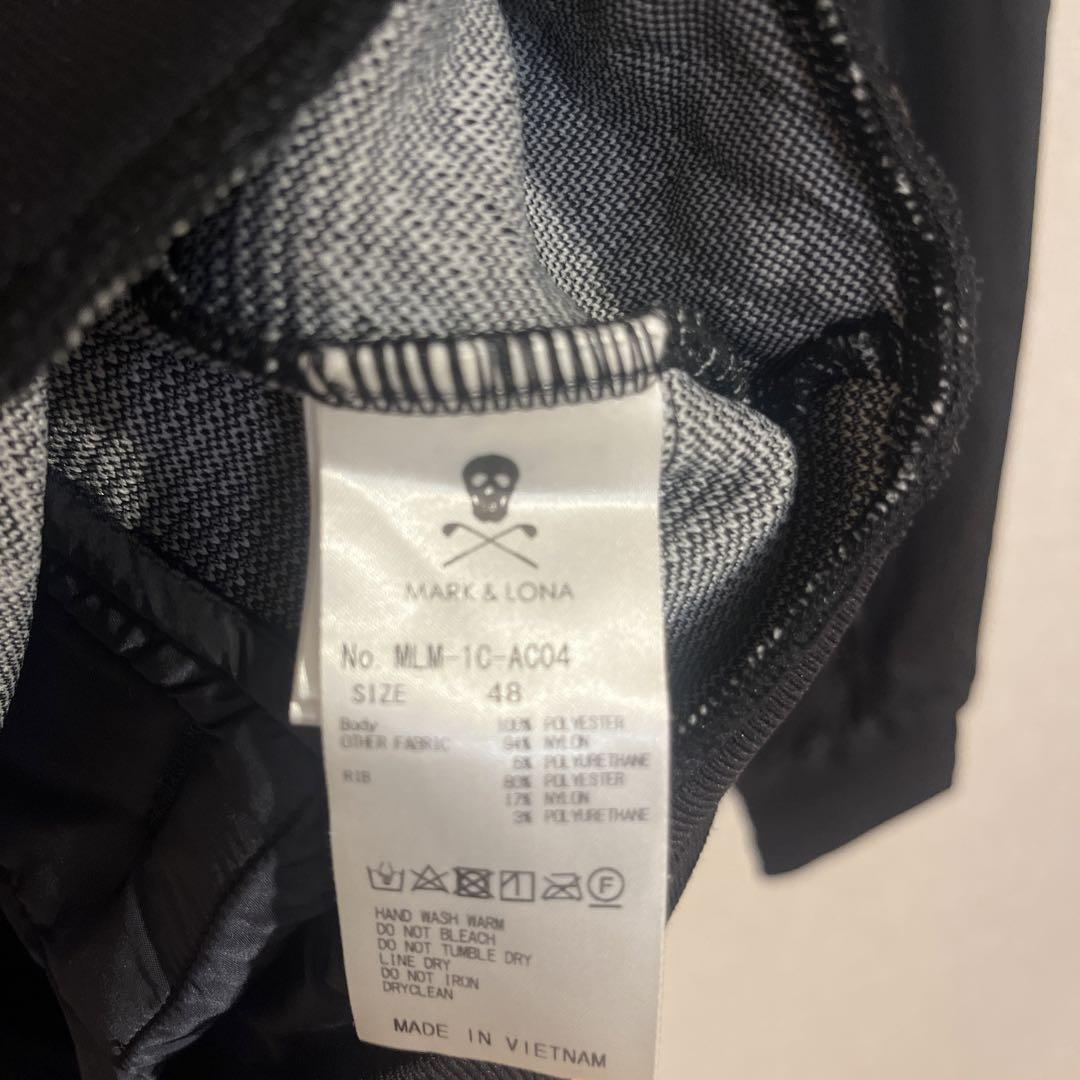 MARK & LONA
No. MLM-1C-AC04
SIZE 48
Body 100% POLYESTER
OTHER FABRIC 94% NYLON
6% POLYURETHANE
RIB 80% POLYESTER
17% NYLON
3% POLYURETHANE
F
HAND WASH WARM
DO NOT BLEACH
DO NOT TUMBLE DRY
LINE DRY
DO NOT IRON
DRYCLEAN
MADE IN VIETNAM